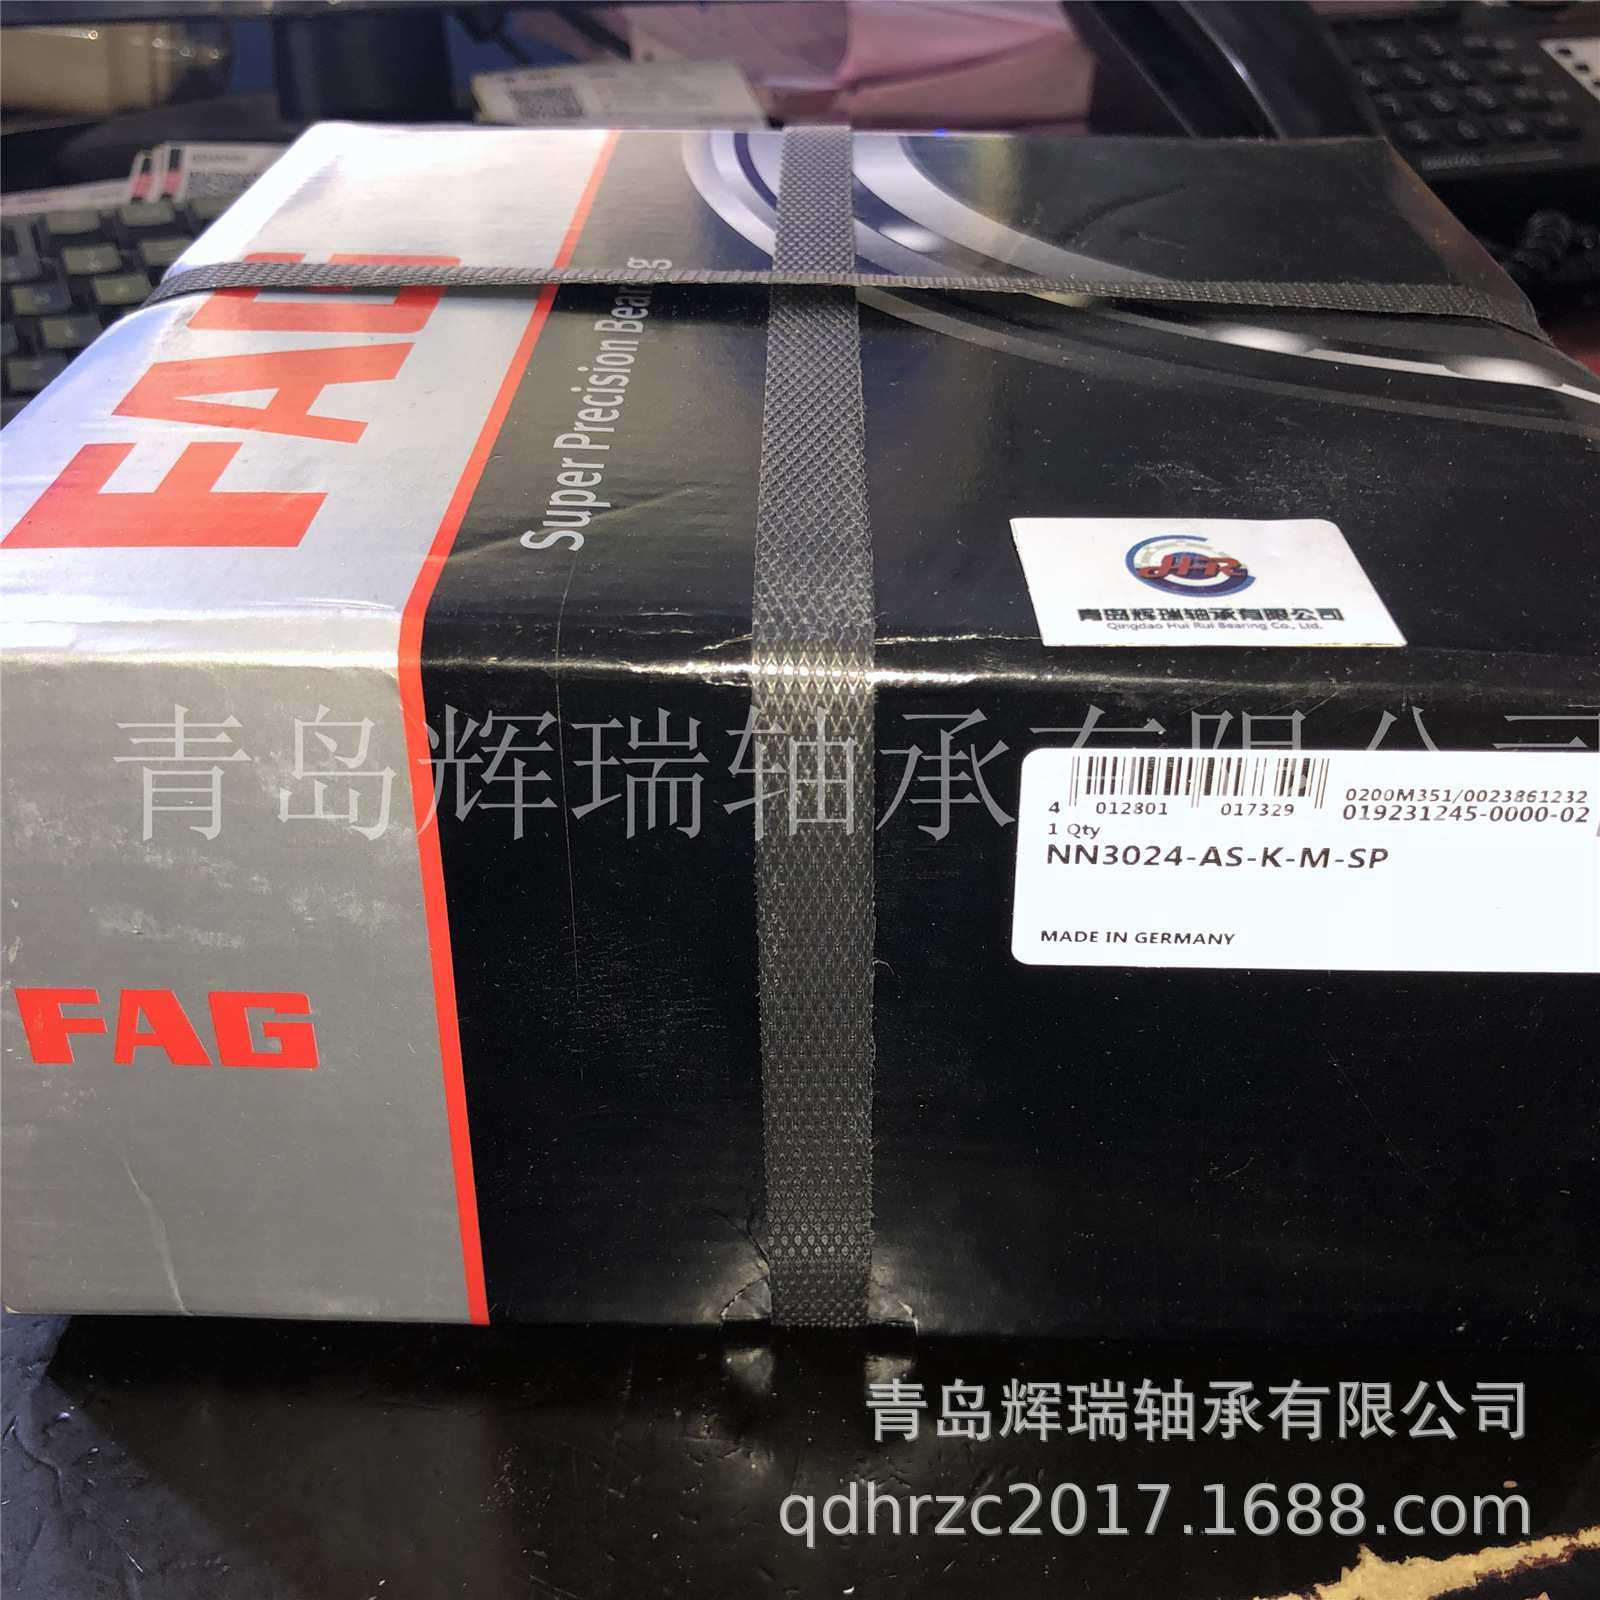 FAG
Super Precision Bearing
HR
青岛辉瑞轴承有限公司
Qingdao Hui Rui Bearing Co., Ltd.
青岛辉瑞轴承有限公司
4 012801 017329
0200M351/0023861232
019231245-0000-02
1 Qty
NN3024-AS-K-M-SP
MADE IN GERMANY
FAG
青岛辉瑞轴承有限公司
qdhrzc2017.1688.com